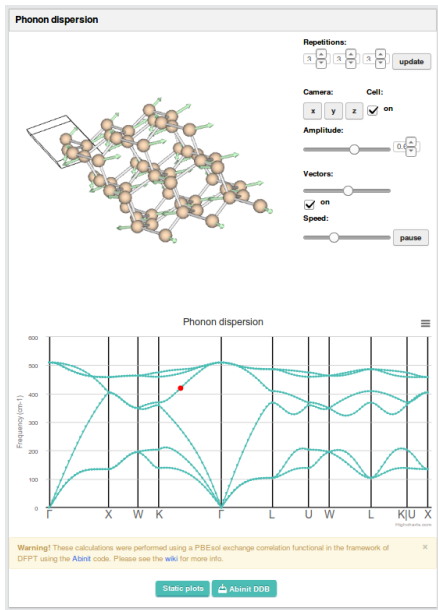 Phonon dispersion
Repetitions:
3 3 3 update
Camera: Cell:
x y z on
Amplitude:
Vectors:
on
Speed:
pause
Phonon dispersion
Frequency (cm-1)
600
500
400
300
200
100
0
Γ X W K Γ L U W L K|U X
Highcharts.com
Warning! These calculations were performed using a PBEsol exchange correlation functional in the framework of ×
DFPT using the Abinit code. Please see the wiki for more info.
Static plots Abinit DDB